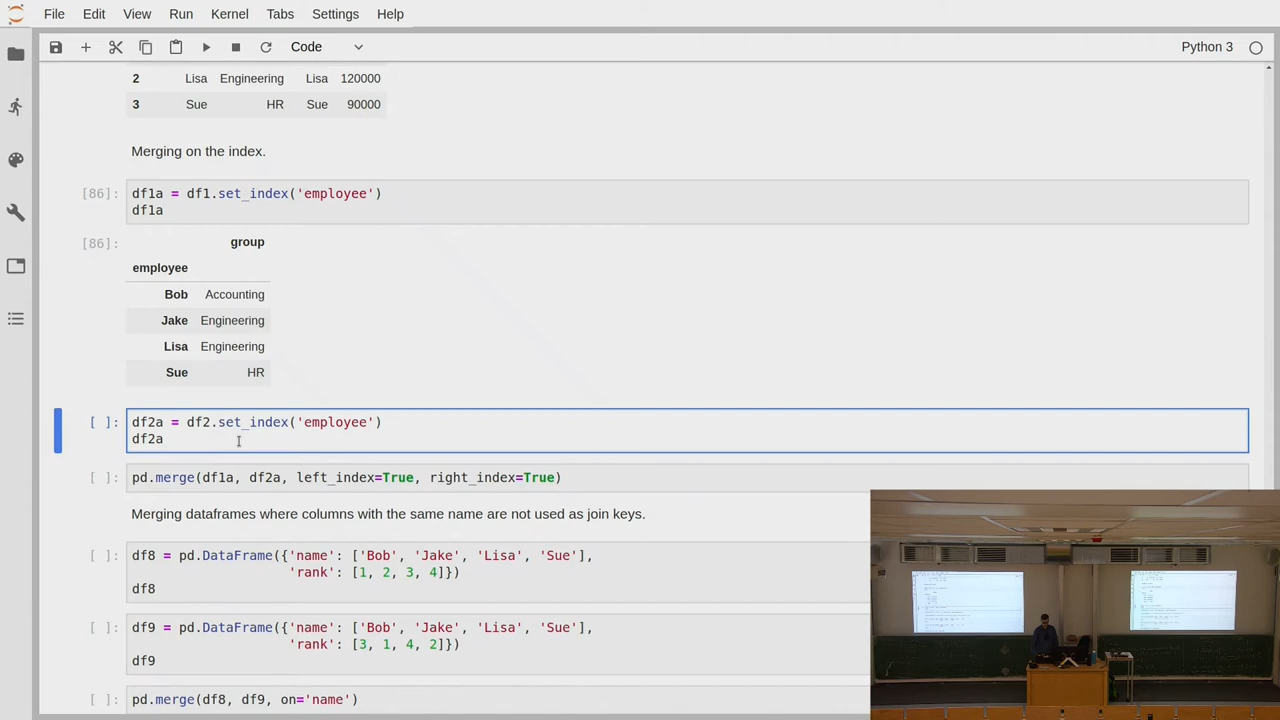 File Edit View Run Kernel Tabs Settings Help
Code
Python 3
2 Lisa Engineering Lisa 120000
3 Sue HR Sue 90000
Merging on the index.
[86]: df1a = df1.set_index('employee')
df1a
[86]: group
employee
Bob Accounting
Jake Engineering
Lisa Engineering
Sue HR
[ ]: df2a = df2.set_index('employee')
df2a
[ ]: pd.merge(df1a, df2a, left_index=True, right_index=True)
Merging dataframes where columns with the same name are not used as join keys.
[ ]: df8 = pd.DataFrame({'name': ['Bob', 'Jake', 'Lisa', 'Sue'],
'rank': [1, 2, 3, 4]})
df8
[ ]: df9 = pd.DataFrame({'name': ['Bob', 'Jake', 'Lisa', 'Sue'],
'rank': [3, 1, 4, 2]})
df9
[ ]: pd.merge(df8, df9, on='name')